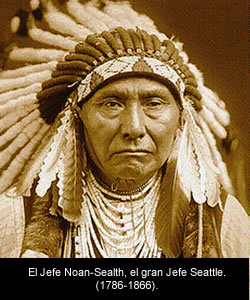 El Jefe Noan-Sealth, el gran Jefe Seattle.
(1786-1866).